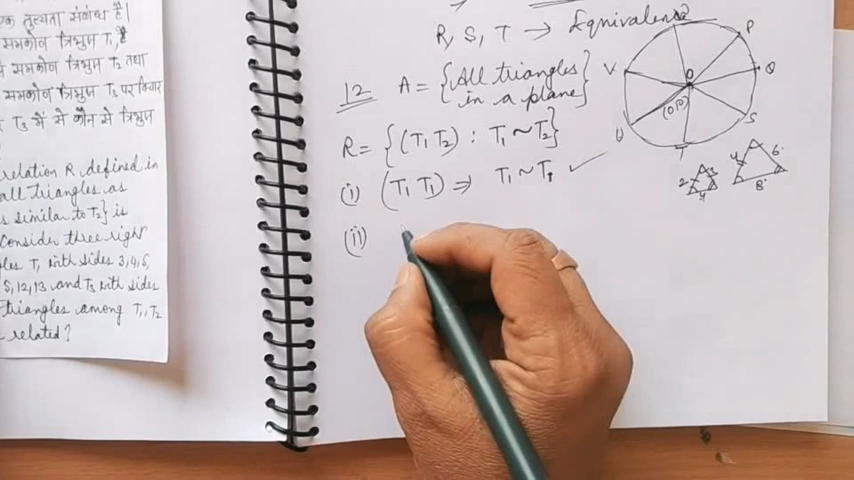 एक तुल्यता संबंध है।
समकोण त्रिभुज T₁, है
समकोण त्रिभुज T₂ तथा
समकोण त्रिभुज T₃ पर विचार
T₃ में से कौन से त्रिभुज
relation R defined in
all triangles as
similar to T₂} is
Consider three right
T₁ with sides 3,4,5,
5,12,13 and T₃ with sides
triangles among T₁, T₂
related?
R, S, T → Equivalence
12 A = {All triangles
in a plane}
R = {(T₁ T₂) : T₁ ~ T₂}
(i) (T₁ T₁) ⇒ T₁ ~ T₁ ✓
(ii)
P
V
Q
O
(0,0)
U
S
T
2 3
4
4 6
8